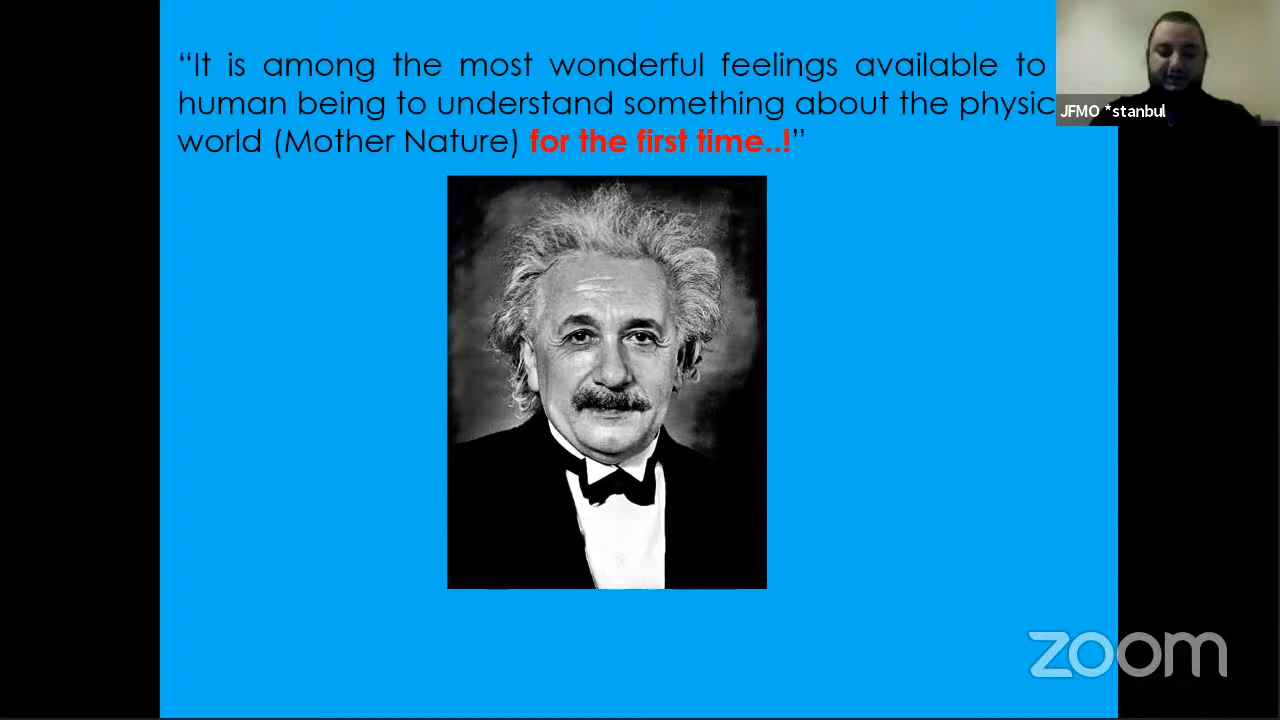 “It is among the most wonderful feelings available to
human being to understand something about the physic
world (Mother Nature) for the first time..!”
JFMO *stanbul
zoom